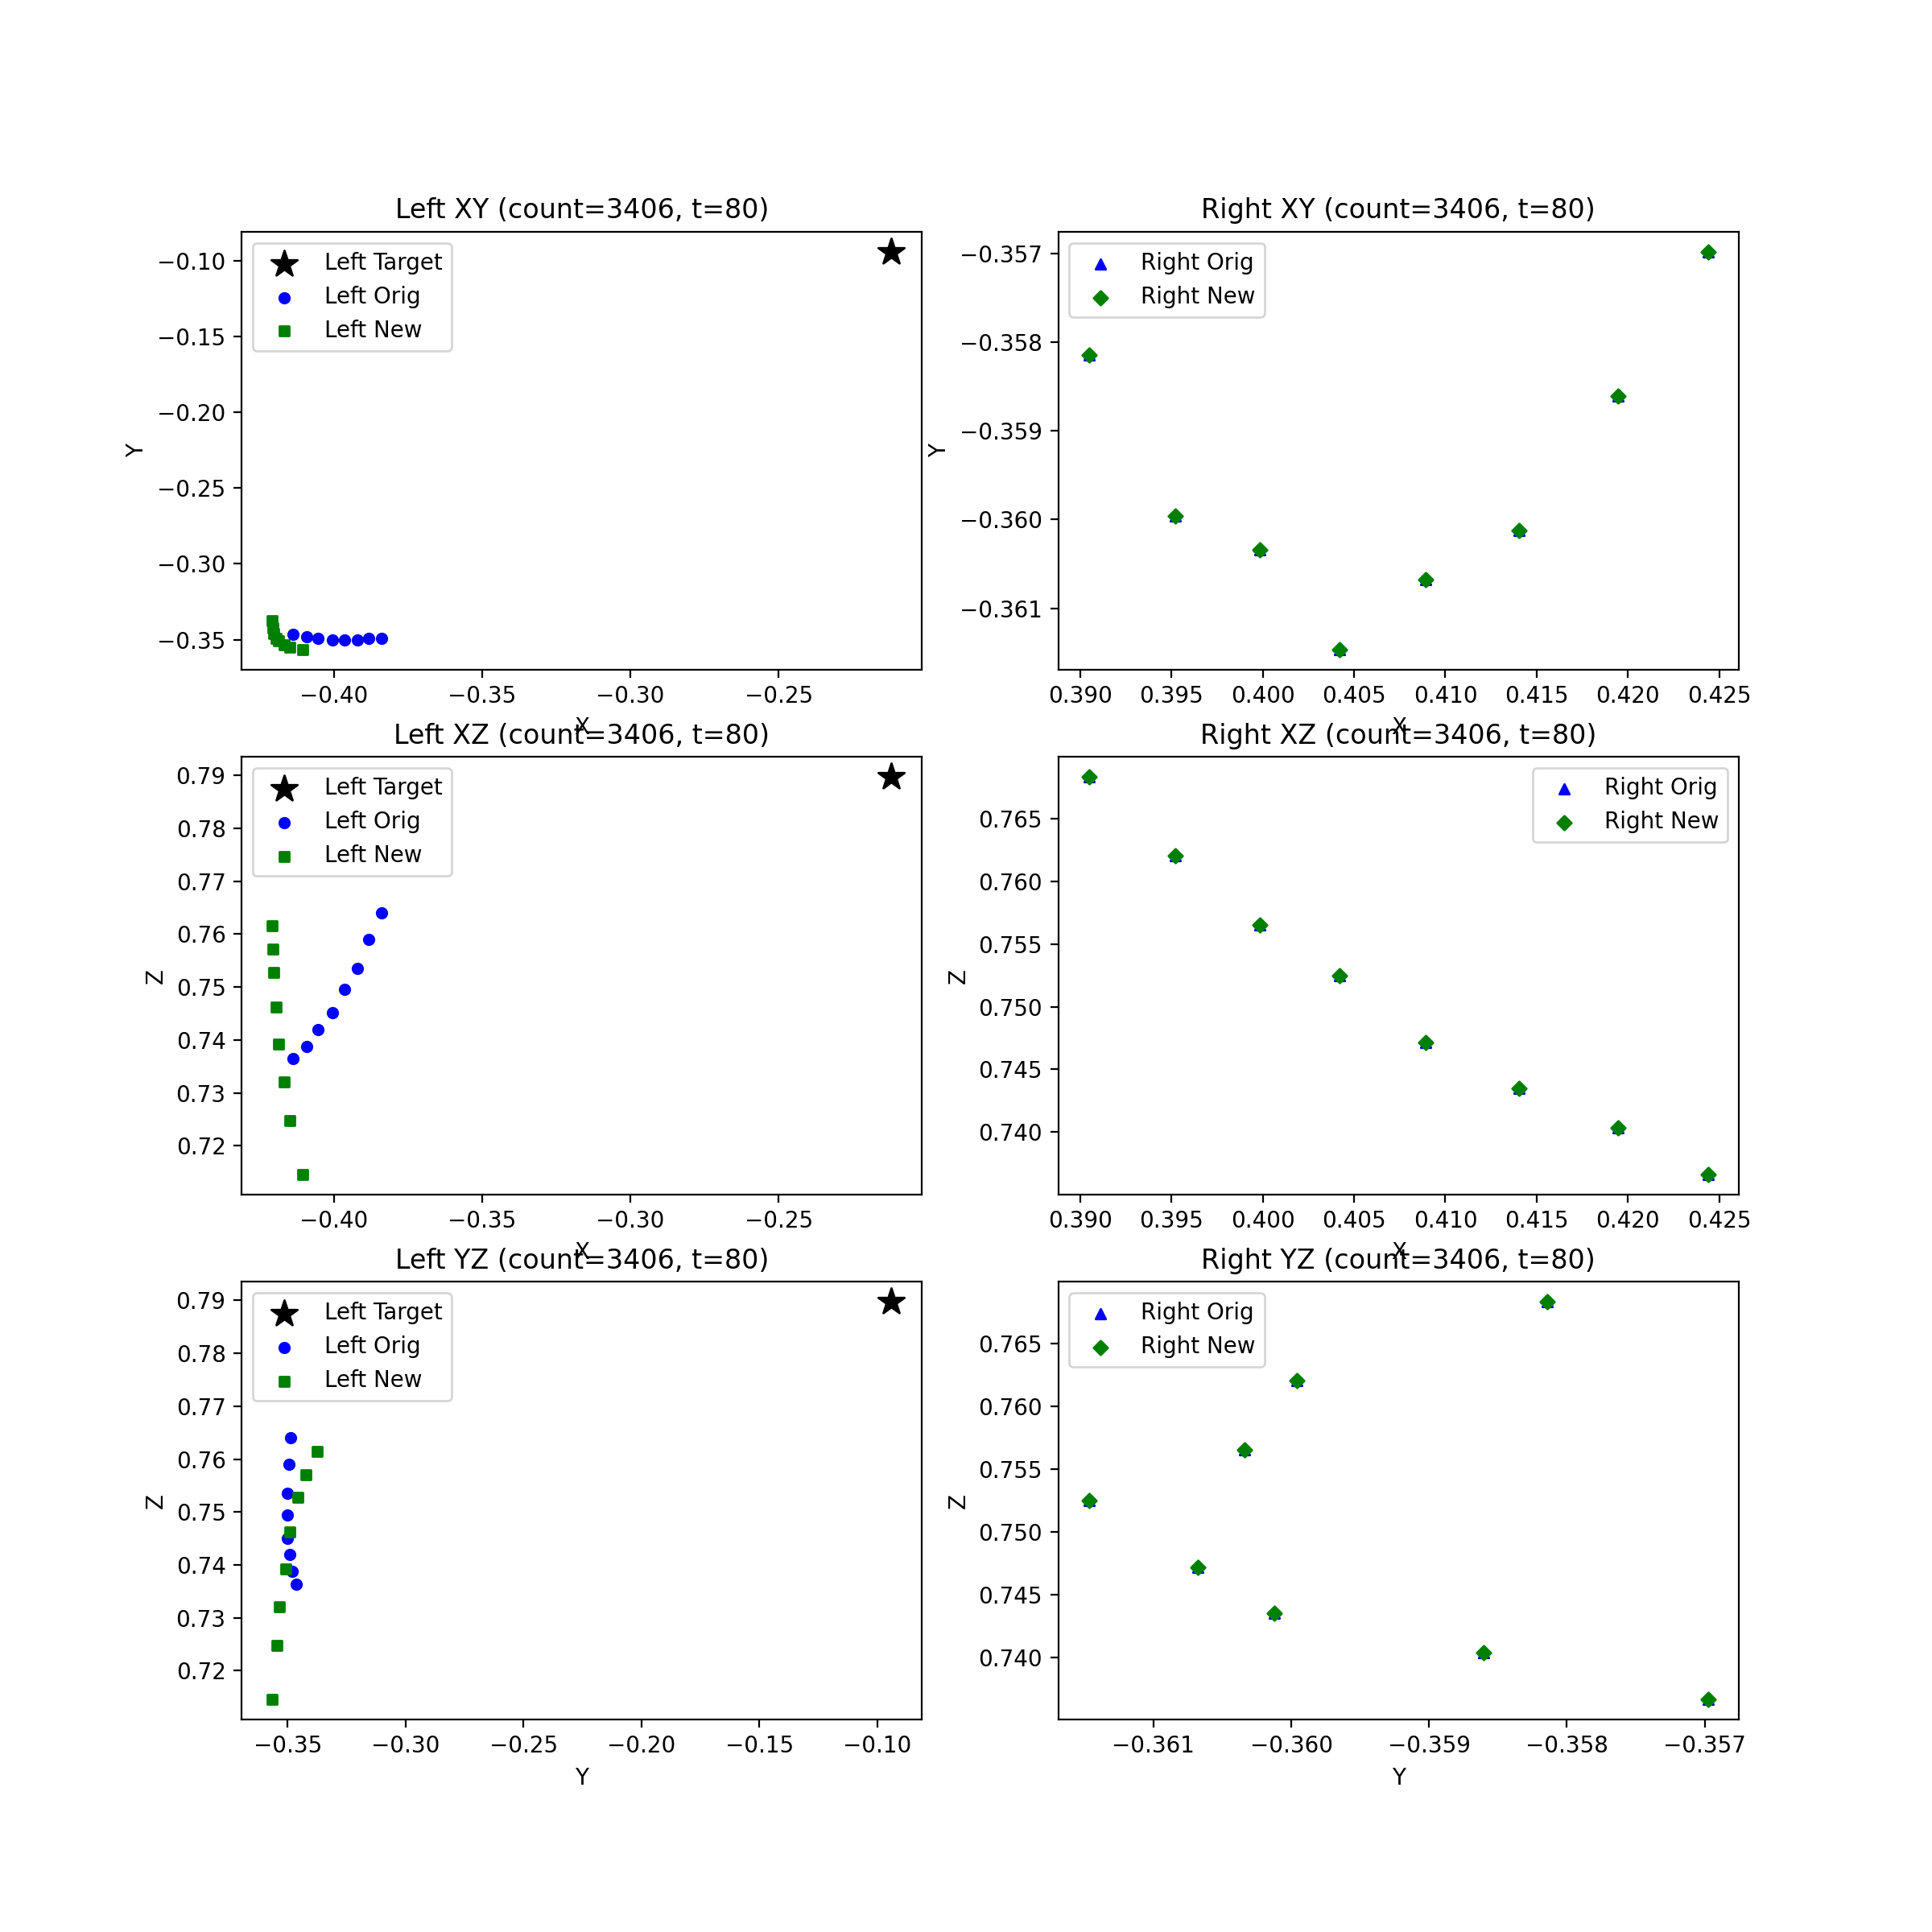 Left XY (count=3406, t=80)
Left Target
Left Orig
Left New
−0.10
−0.15
−0.20
−0.25
−0.30
−0.35
Y
−0.40
−0.35
−0.30
−0.25
X
Right XY (count=3406, t=80)
Right Orig
Right New
−0.357
−0.358
−0.359
−0.360
−0.361
Y
0.390
0.395
0.400
0.405
0.410
0.415
0.420
0.425
X
Left XZ (count=3406, t=80)
Left Target
Left Orig
Left New
0.79
0.78
0.77
0.76
0.75
0.74
0.73
0.72
Z
−0.40
−0.35
−0.30
−0.25
X
Right XZ (count=3406, t=80)
Right Orig
Right New
0.765
0.760
0.755
0.750
0.745
0.740
Z
0.390
0.395
0.400
0.405
0.410
0.415
0.420
0.425
X
Left YZ (count=3406, t=80)
Left Target
Left Orig
Left New
0.79
0.78
0.77
0.76
0.75
0.74
0.73
0.72
Z
−0.35
−0.30
−0.25
−0.20
−0.15
−0.10
Y
Right YZ (count=3406, t=80)
Right Orig
Right New
0.765
0.760
0.755
0.750
0.745
0.740
Z
−0.361
−0.360
−0.359
−0.358
−0.357
Y